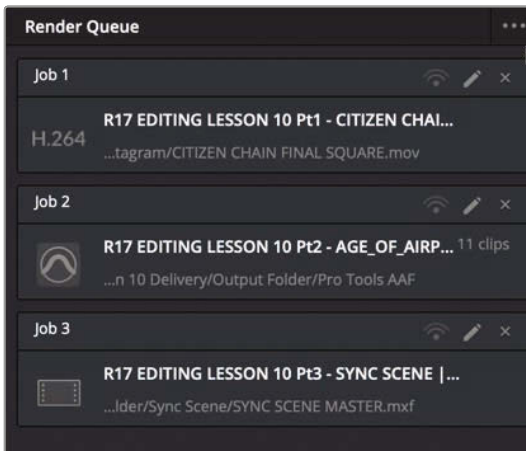 Render Queue
Job 1
H.264
R17 EDITING LESSON 10 Pt1 - CITIZEN CHAI...
...tagram/CITIZEN CHAIN FINAL SQUARE.mov
Job 2
R17 EDITING LESSON 10 Pt2 - AGE_OF_AIRP... 11 clips
...n 10 Delivery/Output Folder/Pro Tools AAF
Job 3
R17 EDITING LESSON 10 Pt3 - SYNC SCENE |...
...lder/Sync Scene/SYNC SCENE MASTER.mxf